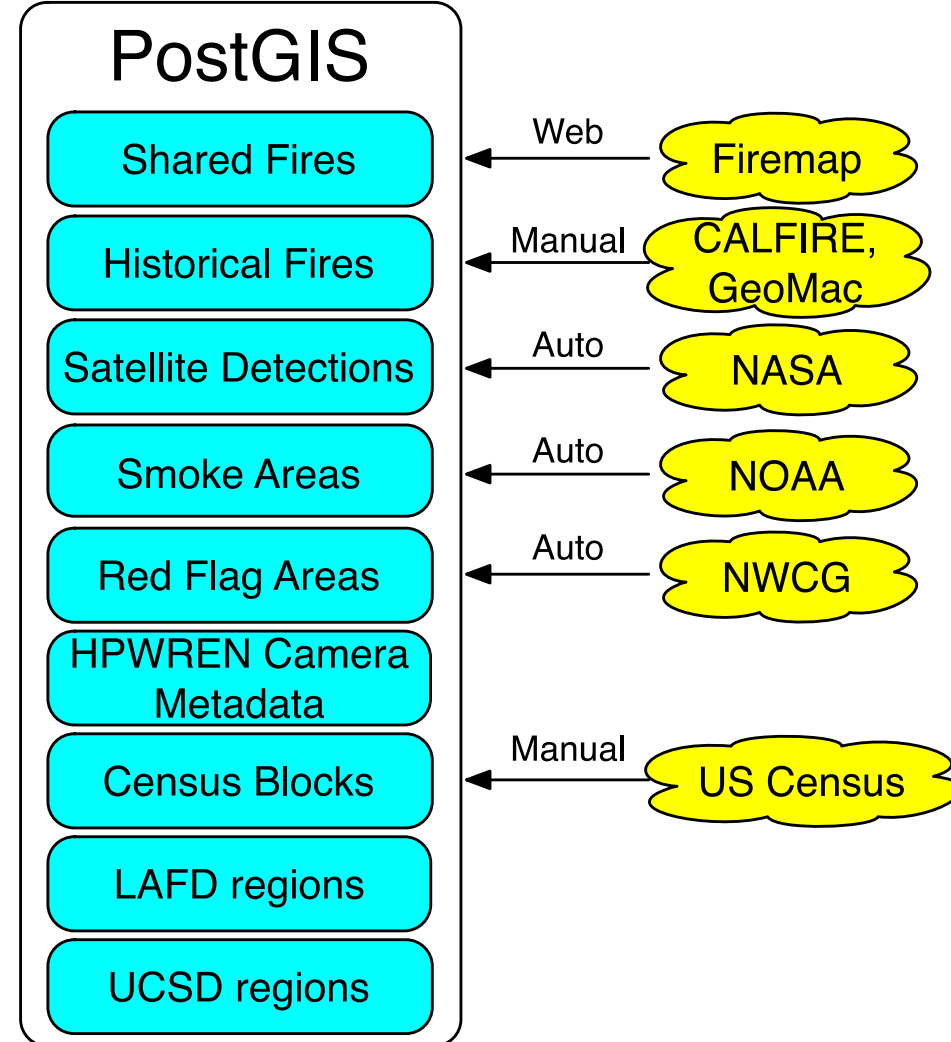 PostGIS
Shared Fires
Web
Firemap
Historical Fires
Manual
CALFIRE,
GeoMac
Satellite Detections
Auto
NASA
Smoke Areas
Auto
NOAA
Red Flag Areas
Auto
NWCG
HPWREN Camera
Metadata
Census Blocks
Manual
US Census
LAFD regions
UCSD regions